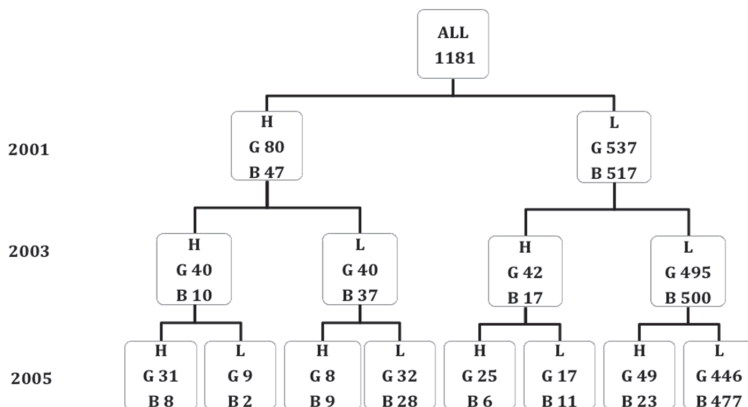 ALL
1181
2001
H
G 80
B 47
L
G 537
B 517
2003
H
G 40
B 10
L
G 40
B 37
H
G 42
B 17
L
G 495
B 500
2005
H
G 31
B 8
L
G 9
B 2
H
G 8
B 9
L
G 32
B 28
H
G 25
B 6
L
G 17
B 11
H
G 49
B 23
L
G 446
B 477